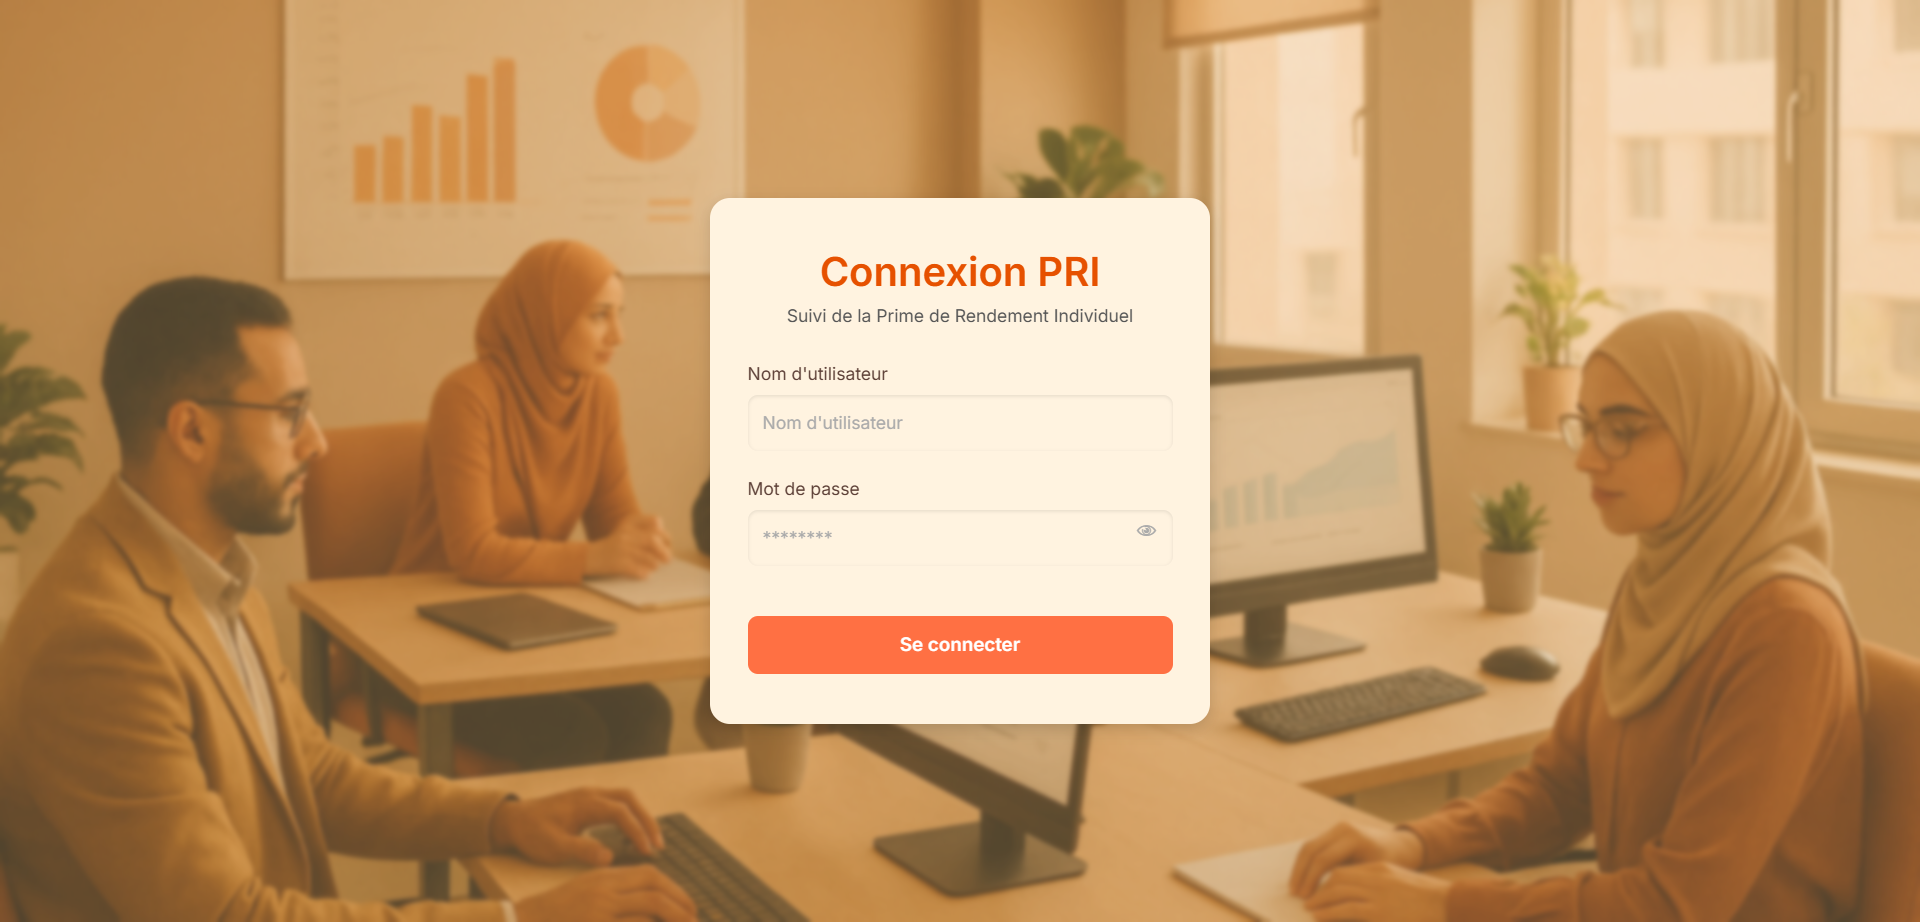 Connexion PRI
Suivi de la Prime de Rendement Individuel
Nom d'utilisateur
Nom d'utilisateur
Mot de passe
********
Se connecter